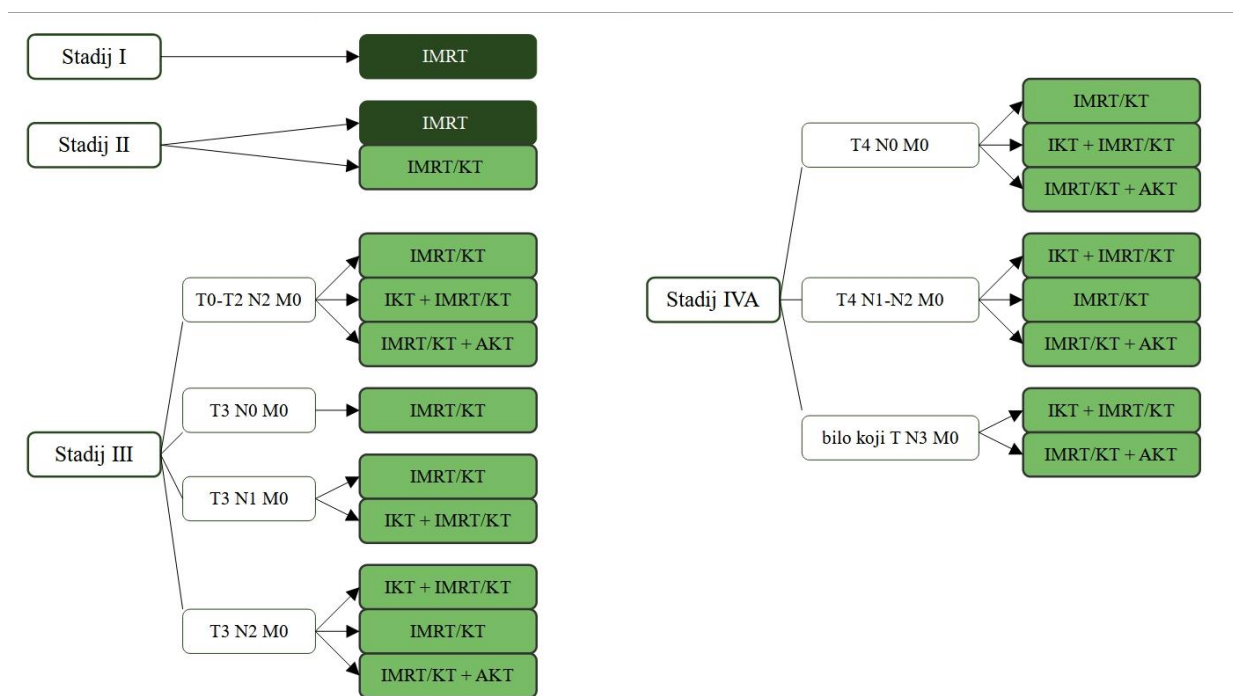 Stadij I
IMRT
Stadij II
IMRT
IMRT/KT
Stadij III
T0-T2 N2 M0
IMRT/KT
IKT + IMRT/KT
IMRT/KT + AKT
T3 N0 M0
IMRT/KT
T3 N1 M0
IMRT/KT
IKT + IMRT/KT
T3 N2 M0
IKT + IMRT/KT
IMRT/KT
IMRT/KT + AKT
Stadij IVA
T4 N0 M0
IMRT/KT
IKT + IMRT/KT
IMRT/KT + AKT
T4 N1-N2 M0
IKT + IMRT/KT
IMRT/KT
IMRT/KT + AKT
bilo koji T N3 M0
IKT + IMRT/KT
IMRT/KT + AKT